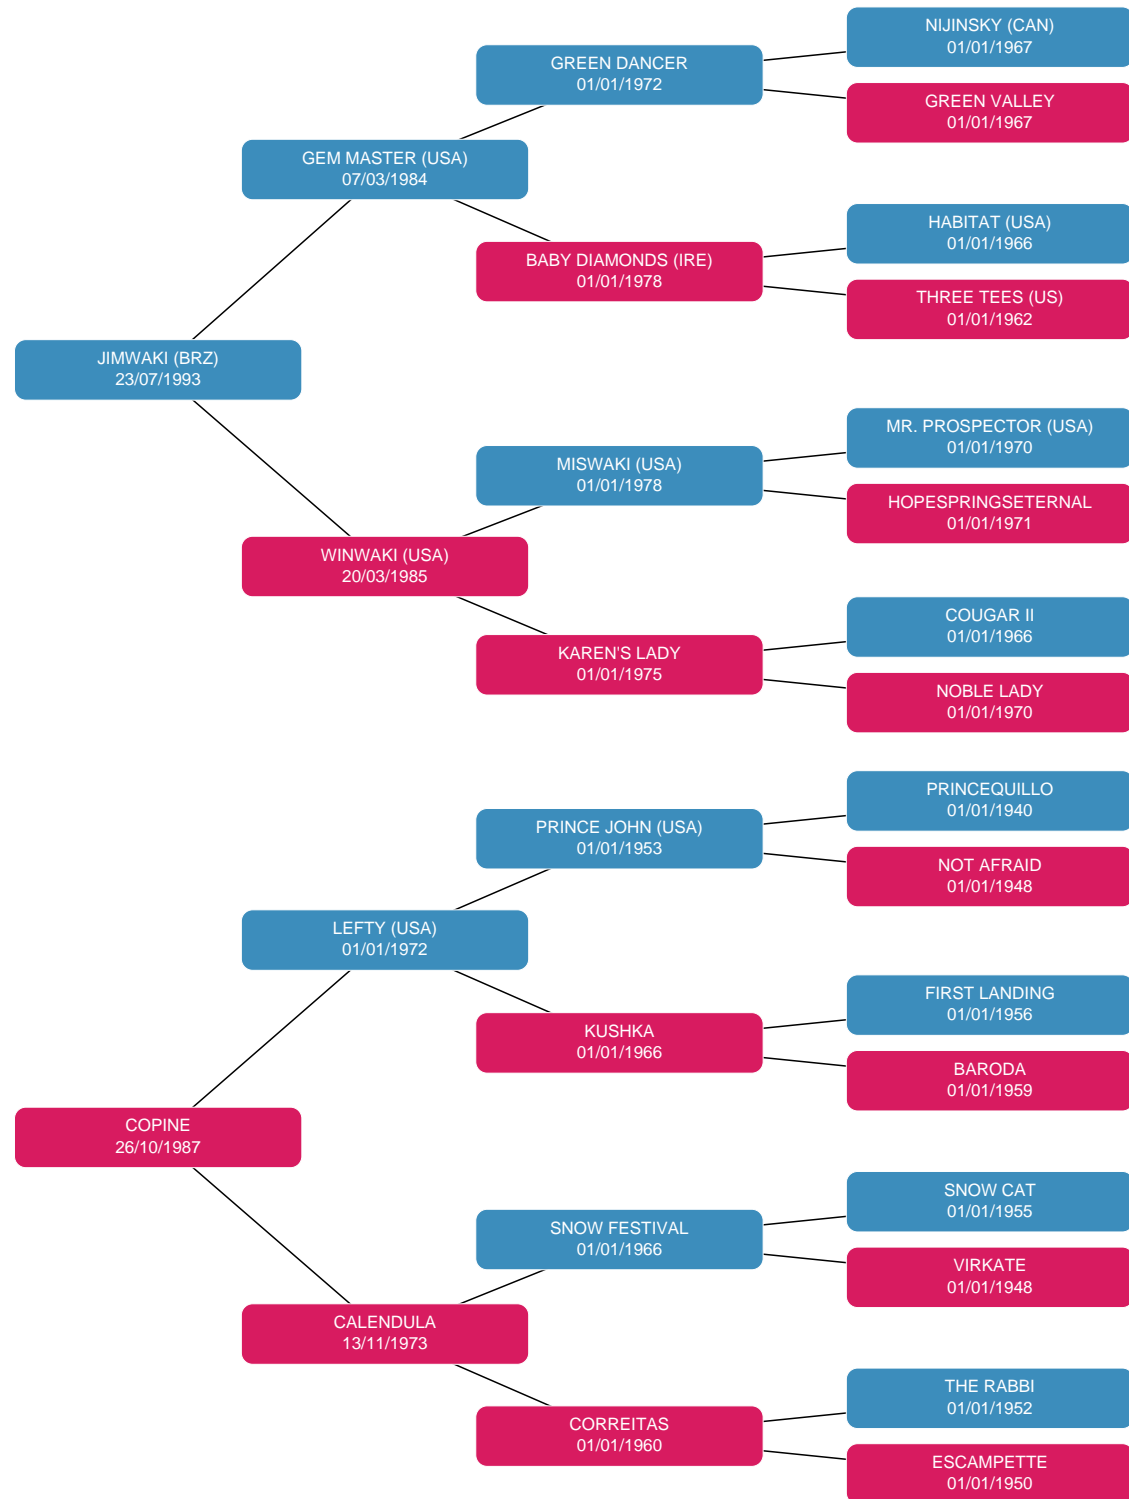 NIJINSKY (CAN)
01/01/1967
GREEN DANCER
01/01/1972
GREEN VALLEY
01/01/1967
GEM MASTER (USA)
07/03/1984
HABITAT (USA)
01/01/1966
BABY DIAMONDS (IRE)
01/01/1978
THREE TEES (US)
01/01/1962
JIMWAKI (BRZ)
23/07/1993
MR. PROSPECTOR (USA)
01/01/1970
MISWAKI (USA)
01/01/1978
HOPESPRINGSETERNAL
01/01/1971
WINWAKI (USA)
20/03/1985
COUGAR II
01/01/1966
KAREN'S LADY
01/01/1975
NOBLE LADY
01/01/1970
PRINCEQUILLO
01/01/1940
PRINCE JOHN (USA)
01/01/1953
NOT AFRAID
01/01/1948
LEFTY (USA)
01/01/1972
FIRST LANDING
01/01/1956
KUSHKA
01/01/1966
BARODA
01/01/1959
COPINE
26/10/1987
SNOW CAT
01/01/1955
SNOW FESTIVAL
01/01/1966
VIRKATE
01/01/1948
CALENDULA
13/11/1973
THE RABBI
01/01/1952
CORREITAS
01/01/1960
ESCAMPETTE
01/01/1950